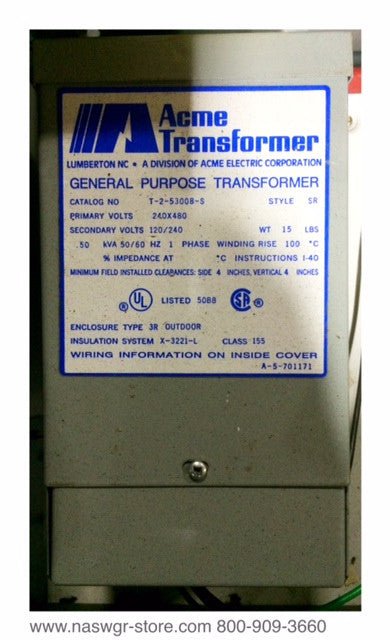 Acme
Transformer
LUMBERTON NC • A DIVISION OF ACME ELECTRIC CORPORATION
GENERAL PURPOSE TRANSFORMER
CATALOG NO T-2-53008-S STYLE SR
PRIMARY VOLTS 240X480
SECONDARY VOLTS 120/240 WT 15 LBS
.50 kVA 50/60 HZ 1 PHASE WINDING RISE 100 °C
% IMPEDANCE AT °C INSTRUCTIONS I-40
MINIMUM FIELD INSTALLED CLEARANCES: SIDE 4 INCHES, VERTICAL 4 INCHES
UL ® LISTED 50B8 SA
ENCLOSURE TYPE 3R OUTDOOR
INSULATION SYSTEM X-3221-L CLASS 155
WIRING INFORMATION ON INSIDE COVER
A-5-701171
www.naswgr-store.com 800-909-3660